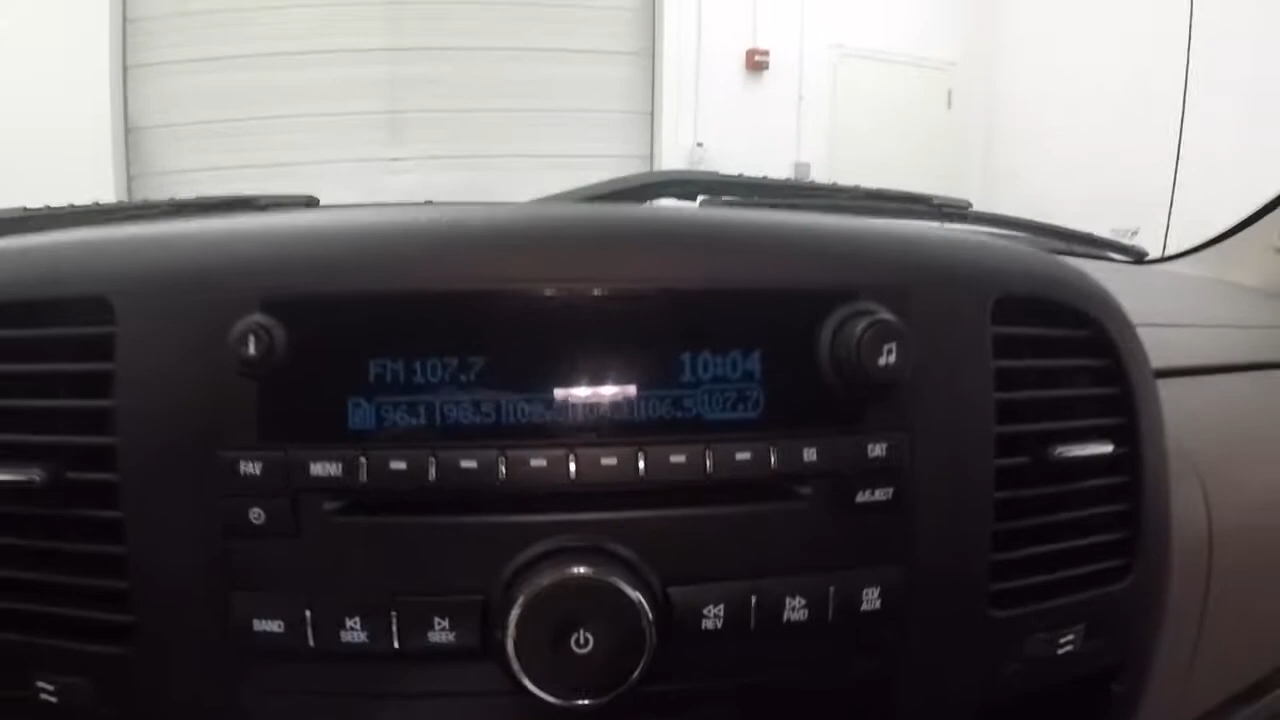 FM 107.7 10:04
96.1 98.5 106.5 107.7
FAV MENU EQ CAT
EJECT
BAND SEEK SEEK REV FWD CD/AUX